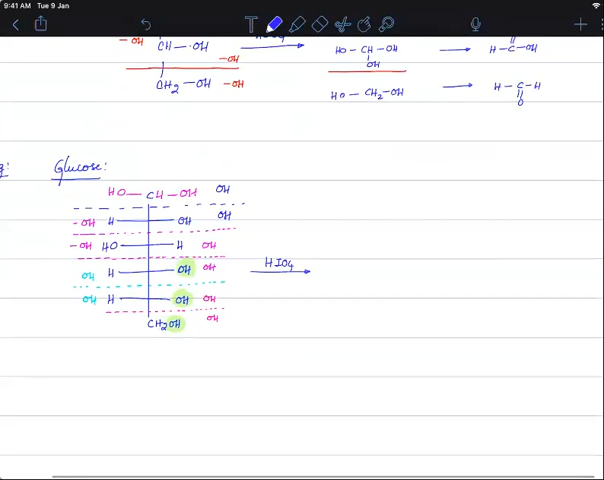 9:41 AM Tue 9 Jan
-OH CH-OH -OH HO-CH-OH → H-C-OH
OH
CH2-OH -OH HO-CH2-OH → H-C-H
O
Glucose:
HO-CH-OH OH
-OH H OH OH
-OH HO H OH
OH H OH OH HIO4
OH H OH OH
CH2OH OH